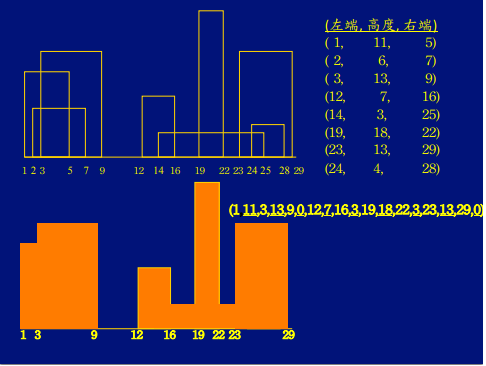 (左端, 高度, 右端)
( 1, 11, 5)
( 2, 6, 7)
( 3, 13, 9)
(12, 7, 16)
(14, 3, 25)
(19, 18, 22)
(23, 13, 29)
(24, 4, 28)
1 2 3 5 7 9 12 14 16 19 22 23 24 25 28 29
(1 11,3,13,9,0,12,7,16,3,19,18,22,3,23,13,29,0)
1 3 9 12 16 19 22 23 29